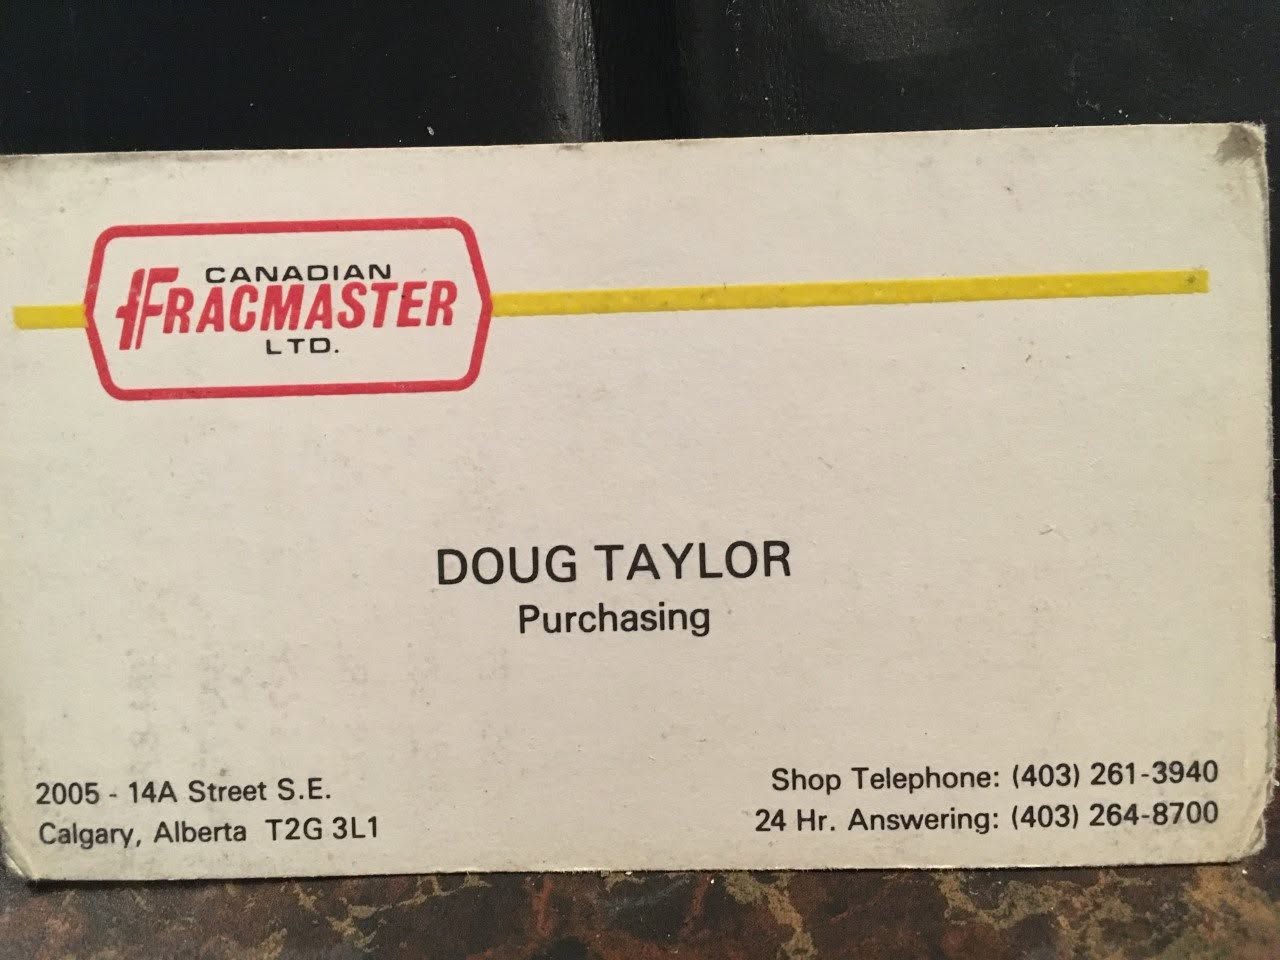 CANADIAN
FRACMASTER
LTD.
DOUG TAYLOR
Purchasing
2005 - 14A Street S.E.
Calgary, Alberta T2G 3L1
Shop Telephone: (403) 261-3940
24 Hr. Answering: (403) 264-8700